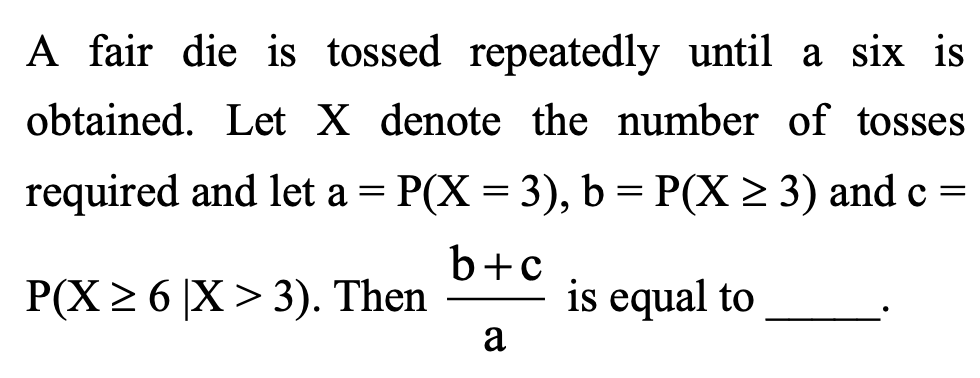 A fair die is tossed repeatedly until a six is
obtained. Let X denote the number of tosses
required and let a = P(X = 3), b = P(X ≥ 3) and c =
P(X ≥ 6 |X > 3). Then \frac{b+c}{a} is equal to _____.